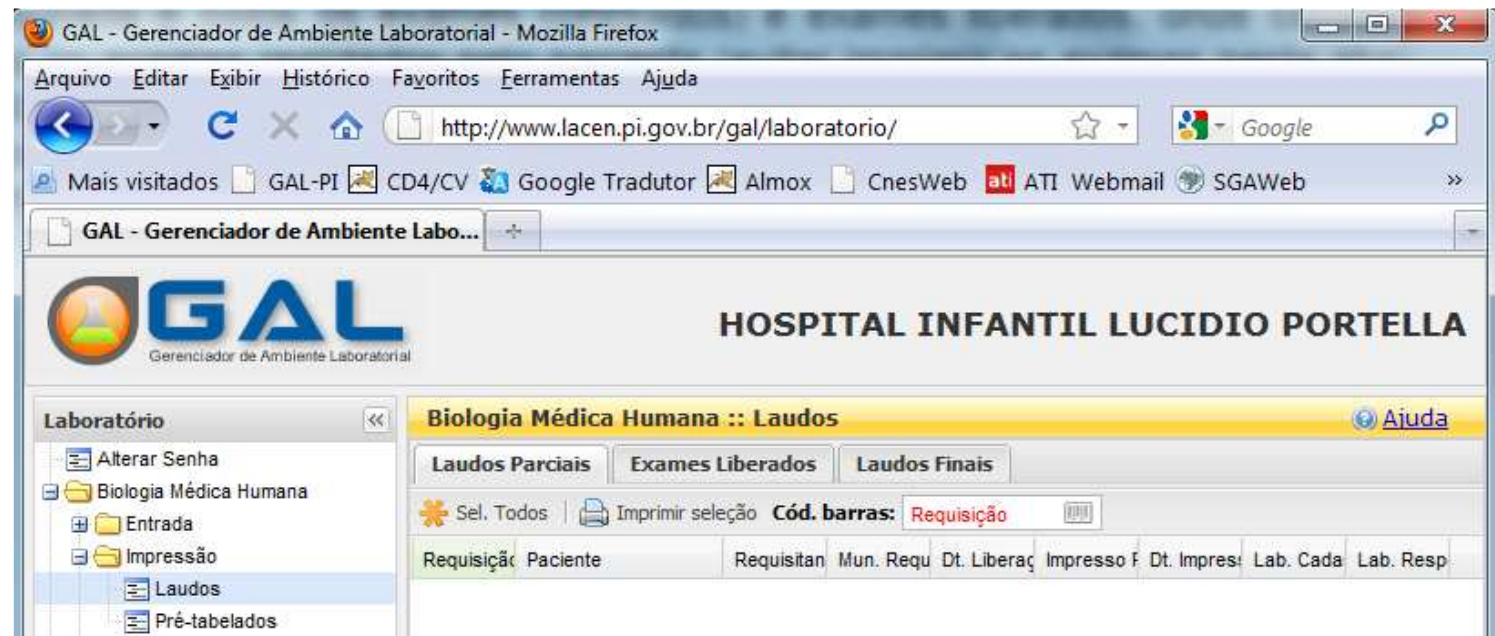 GAL - Gerenciador de Ambiente Laboratorial - Mozilla Firefox
Arquivo Editar Exibir Histórico Favoritos Ferramentas Ajuda
http://www.lacen.pi.gov.br/gal/laboratorio/ Google
Mais visitados GAL-PI CD4/CV Google Tradutor Almox CnesWeb ati ATI Webmail SGAWeb »
GAL - Gerenciador de Ambiente Labo...
GAL
Gerenciador de Ambiente Laboratorial
HOSPITAL INFANTIL LUCIDIO PORTELLA
Laboratório
Biologia Médica Humana :: Laudos Ajuda
Alterar Senha
Laudos Parciais Exames Liberados Laudos Finais
Biologia Médica Humana
Sel. Todos Imprimir seleção Cód. barras: Requisição
Entrada
Impressão
Requisiçã Paciente Requisitan Mun. Requ Dt. Liberaç Impresso P Dt. Impres Lab. Cada Lab. Resp
Laudos
Pré-tabelados